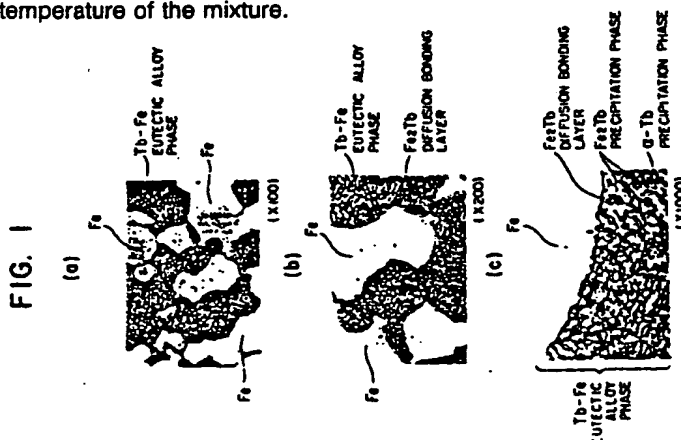 temperature of the mixture.
FIG. 1
(a)
Fe
Tb-Fe
EUTECTIC ALLOY
PHASE
Fe
Fe
(X100)
(b)
Fe
Tb-Fe
EUTECTIC ALLOY
PHASE
Fe2Tb
DIFFUSION BONDING
LAYER
Fe
(X200)
(c)
Fe
Fe2Tb
DIFFUSION BONDING
LAYER
Fe2Tb
PRECIPITATION PHASE
α-Tb
PRECIPITATION PHASE
Tb-Fe
EUTECTIC
ALLOY
PHASE
(X1000)